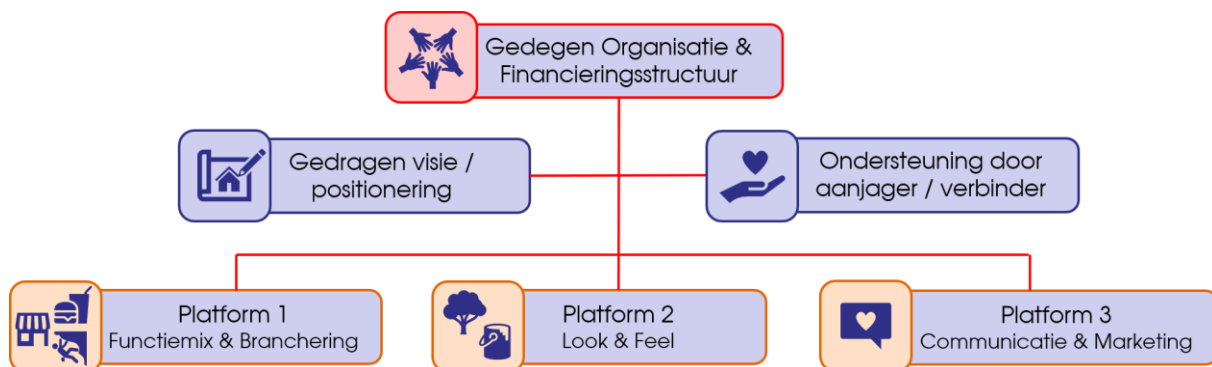 Gedegen Organisatie &
Financieringsstructuur
Gedragen visie /
positionering
Ondersteuning door
aanjager / verbinder
Platform 1
Functiemix & Branchering
Platform 2
Look & Feel
Platform 3
Communicatie & Marketing